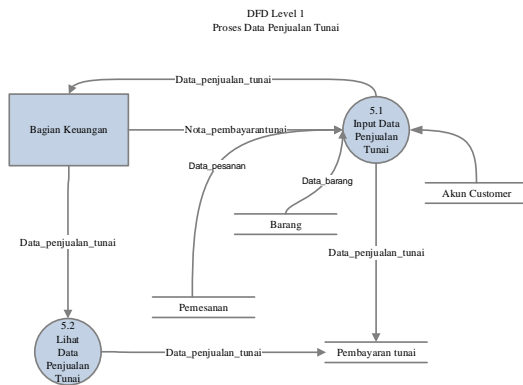 DFD Level 1
Proses Data Penjualan Tunai
Data_penjualan_tunai
Bagian Keuangan
Nota_pembayarantunai
5.1
Input Data
Penjualan
Tunai
Data_pesanan
Data_barang
Akun Customer
Barang
Data_penjualan_tunai
Data_penjualan_tunai
Pemesanan
5.2
Lihat
Data
Penjualan
Tunai
Data_penjualan_tunai
Pembayaran tunai